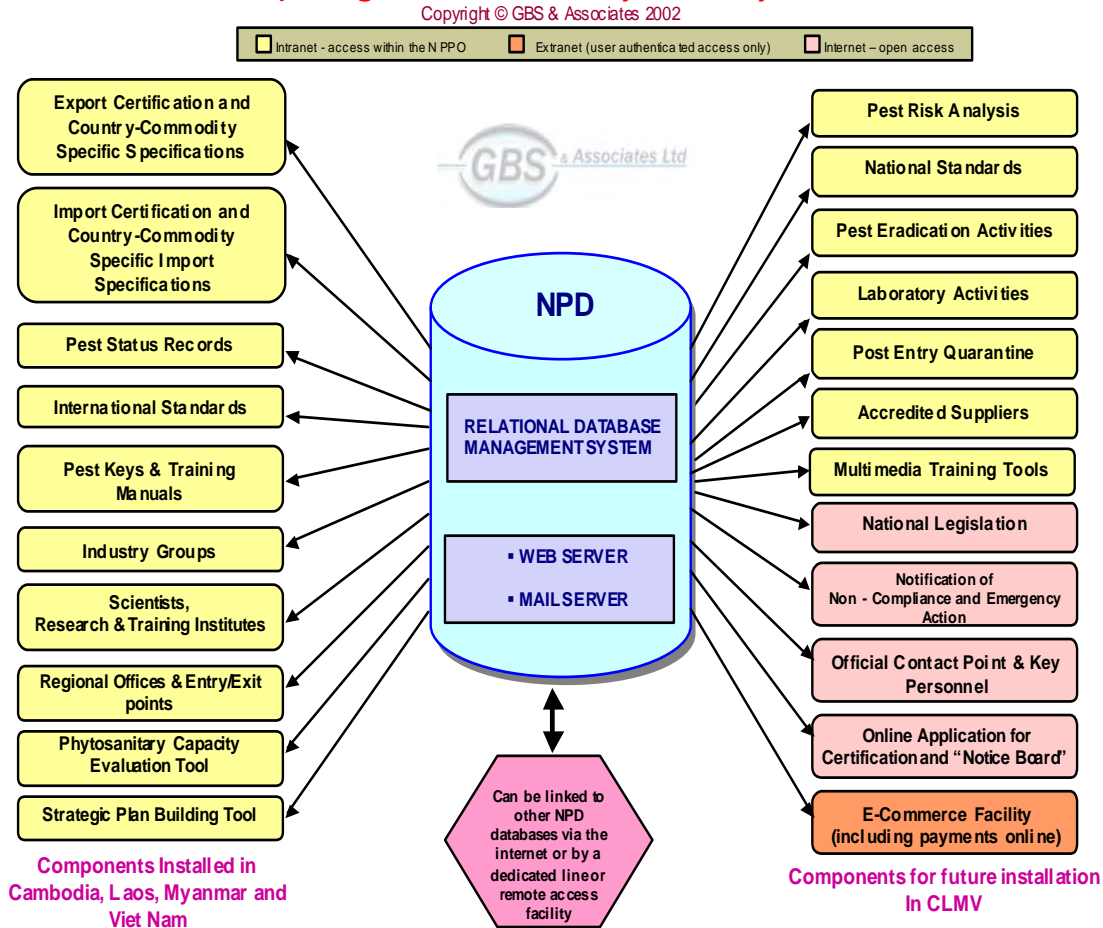 Copyright © GBS & Associates 2002
Intranet - access within the NPPO
Extranet (user authenticated access only)
Internet – open access
Export Certification and
Country-Commodity
Specific Specifications
Import Certification and
Country-Commodity
Specific Import
Specifications
Pest Status Records
International Standards
Pest Keys & Training
Manuals
Industry Groups
Scientists,
Research & Training Institutes
Regional Offices & Entry/Exit
points
Phytosanitary Capacity
Evaluation Tool
Strategic Plan Building Tool
Components Installed in
Cambodia, Laos, Myanmar and
Viet Nam
GBS & Associates Ltd
NPD
RELATIONAL DATABASE
MANAGEMENT SYSTEM
▪ WEB SERVER
▪ MAIL SERVER
Can be linked to
other NPD
databases via the
internet or by a
dedicated line or
remote access
facility
Pest Risk Analysis
National Standards
Pest Eradication Activities
Laboratory Activities
Post Entry Quarantine
Accredited Suppliers
Multimedia Training Tools
National Legislation
Notification of
Non - Compliance and Emergency
Action
Official Contact Point & Key
Personnel
Online Application for
Certification and “Notice Board”
E-Commerce Facility
(including payments online)
Components for future installation
In CLMV